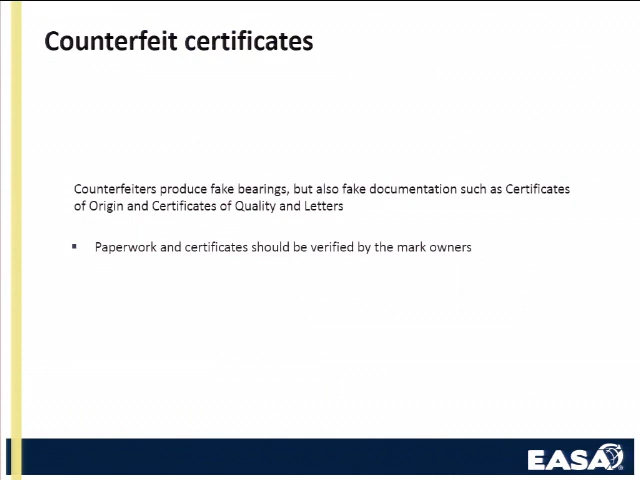 Counterfeit certificates
Counterfeiters produce fake bearings, but also fake documentation such as Certificates
of Origin and Certificates of Quality and Letters
▪ Paperwork and certificates should be verified by the mark owners
EASA